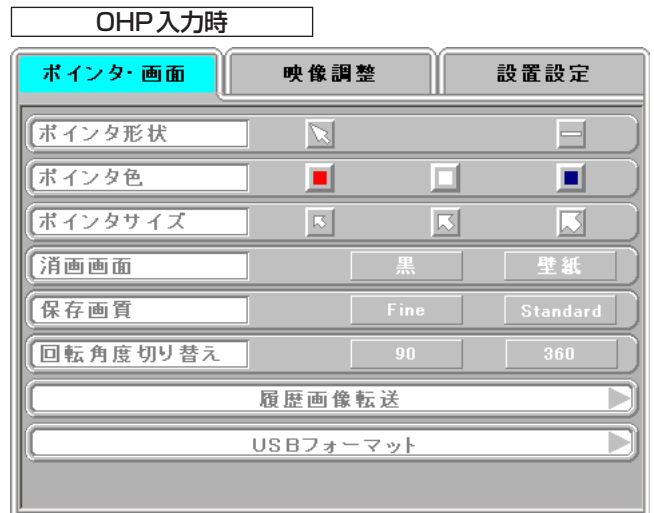 OHP入力時
ポインタ・画面 映像調整 設置設定
ポインタ形状
ポインタ色
ポインタサイズ
消画画面 黒 壁紙
保存画質 Fine Standard
回転角度切り替え 90 360
履歴画像転送
USBフォーマット